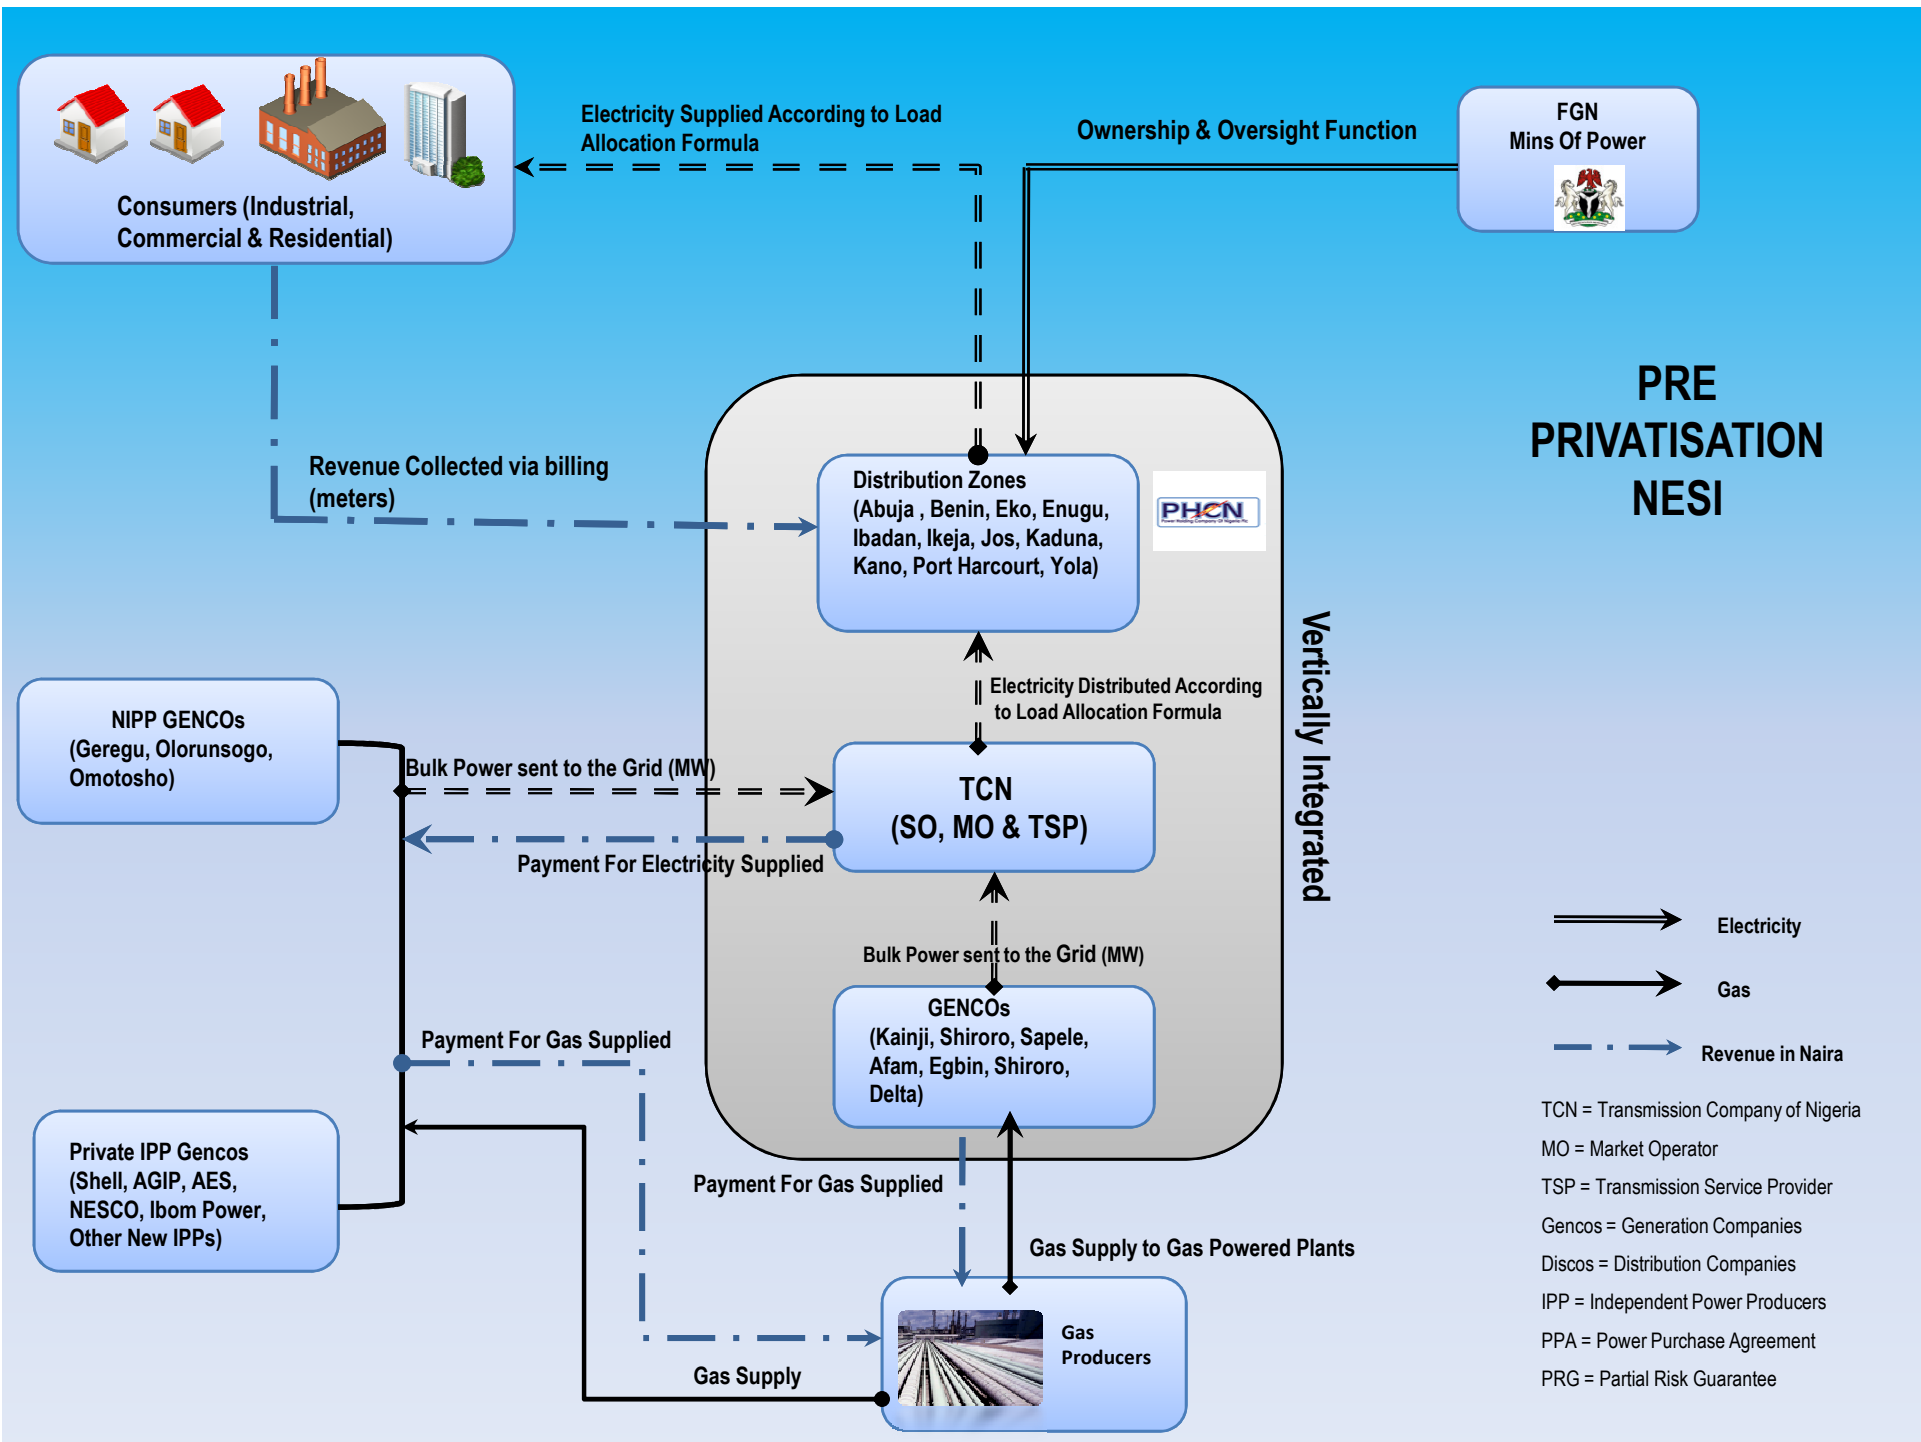 Electricity Supplied According to Load
Allocation Formula
Ownership & Oversight Function
FGN
Mins Of Power
Consumers (Industrial,
Commercial & Residential)
PRE
PRIVATISATION
NESI
Revenue Collected via billing
(meters)
Distribution Zones
(Abuja , Benin, Eko, Enugu,
Ibadan, Ikeja, Jos, Kaduna,
Kano, Port Harcourt, Yola)
PHCN
Power Holding Company Of Nigeria Plc
Vertically Integrated
Electricity Distributed According
to Load Allocation Formula
NIPP GENCOs
(Geregu, Olorunsogo,
Omotosho)
Bulk Power sent to the Grid (MW)
TCN
(SO, MO & TSP)
Payment For Electricity Supplied
Bulk Power sent to the Grid (MW)
GENCOs
(Kainji, Shiroro, Sapele,
Afam, Egbin, Shiroro,
Delta)
Payment For Gas Supplied
Private IPP Gencos
(Shell, AGIP, AES,
NESCO, Ibom Power,
Other New IPPs)
Payment For Gas Supplied
Gas Supply to Gas Powered Plants
Gas
Producers
Gas Supply
Electricity
Gas
Revenue in Naira
TCN = Transmission Company of Nigeria
MO = Market Operator
TSP = Transmission Service Provider
Gencos = Generation Companies
Discos = Distribution Companies
IPP = Independent Power Producers
PPA = Power Purchase Agreement
PRG = Partial Risk Guarantee